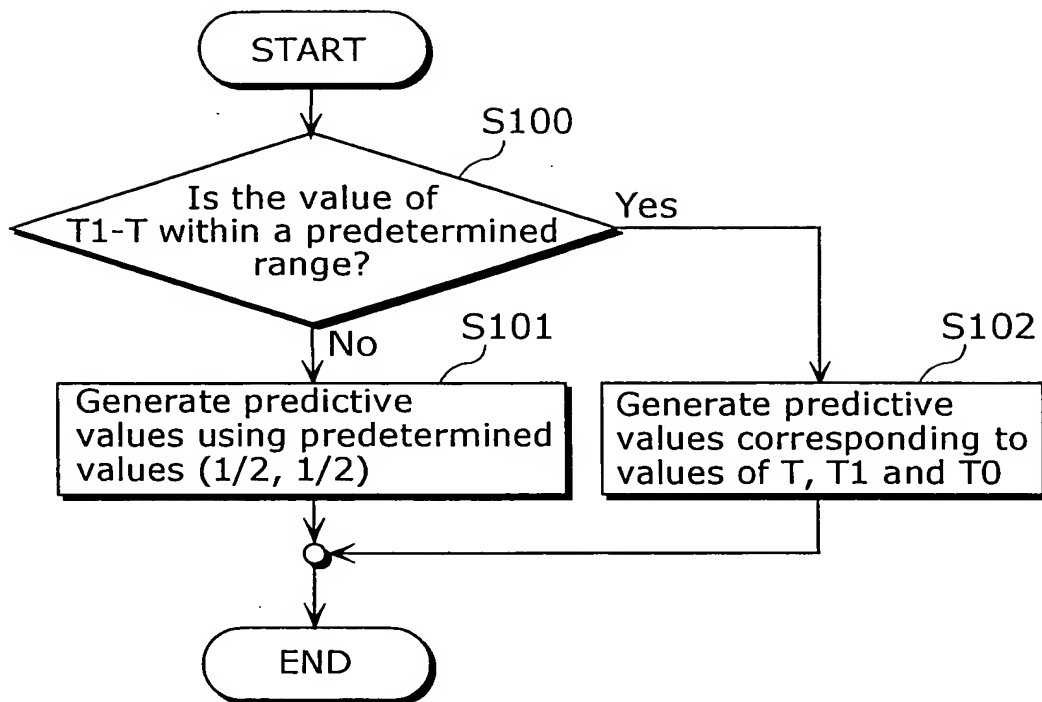 START
S100
Is the value of
T1-T within a predetermined
range?
Yes
No
S101
Generate predictive
values using predetermined
values (1/2, 1/2)
S102
Generate predictive
values corresponding to
values of T, T1 and T0
END